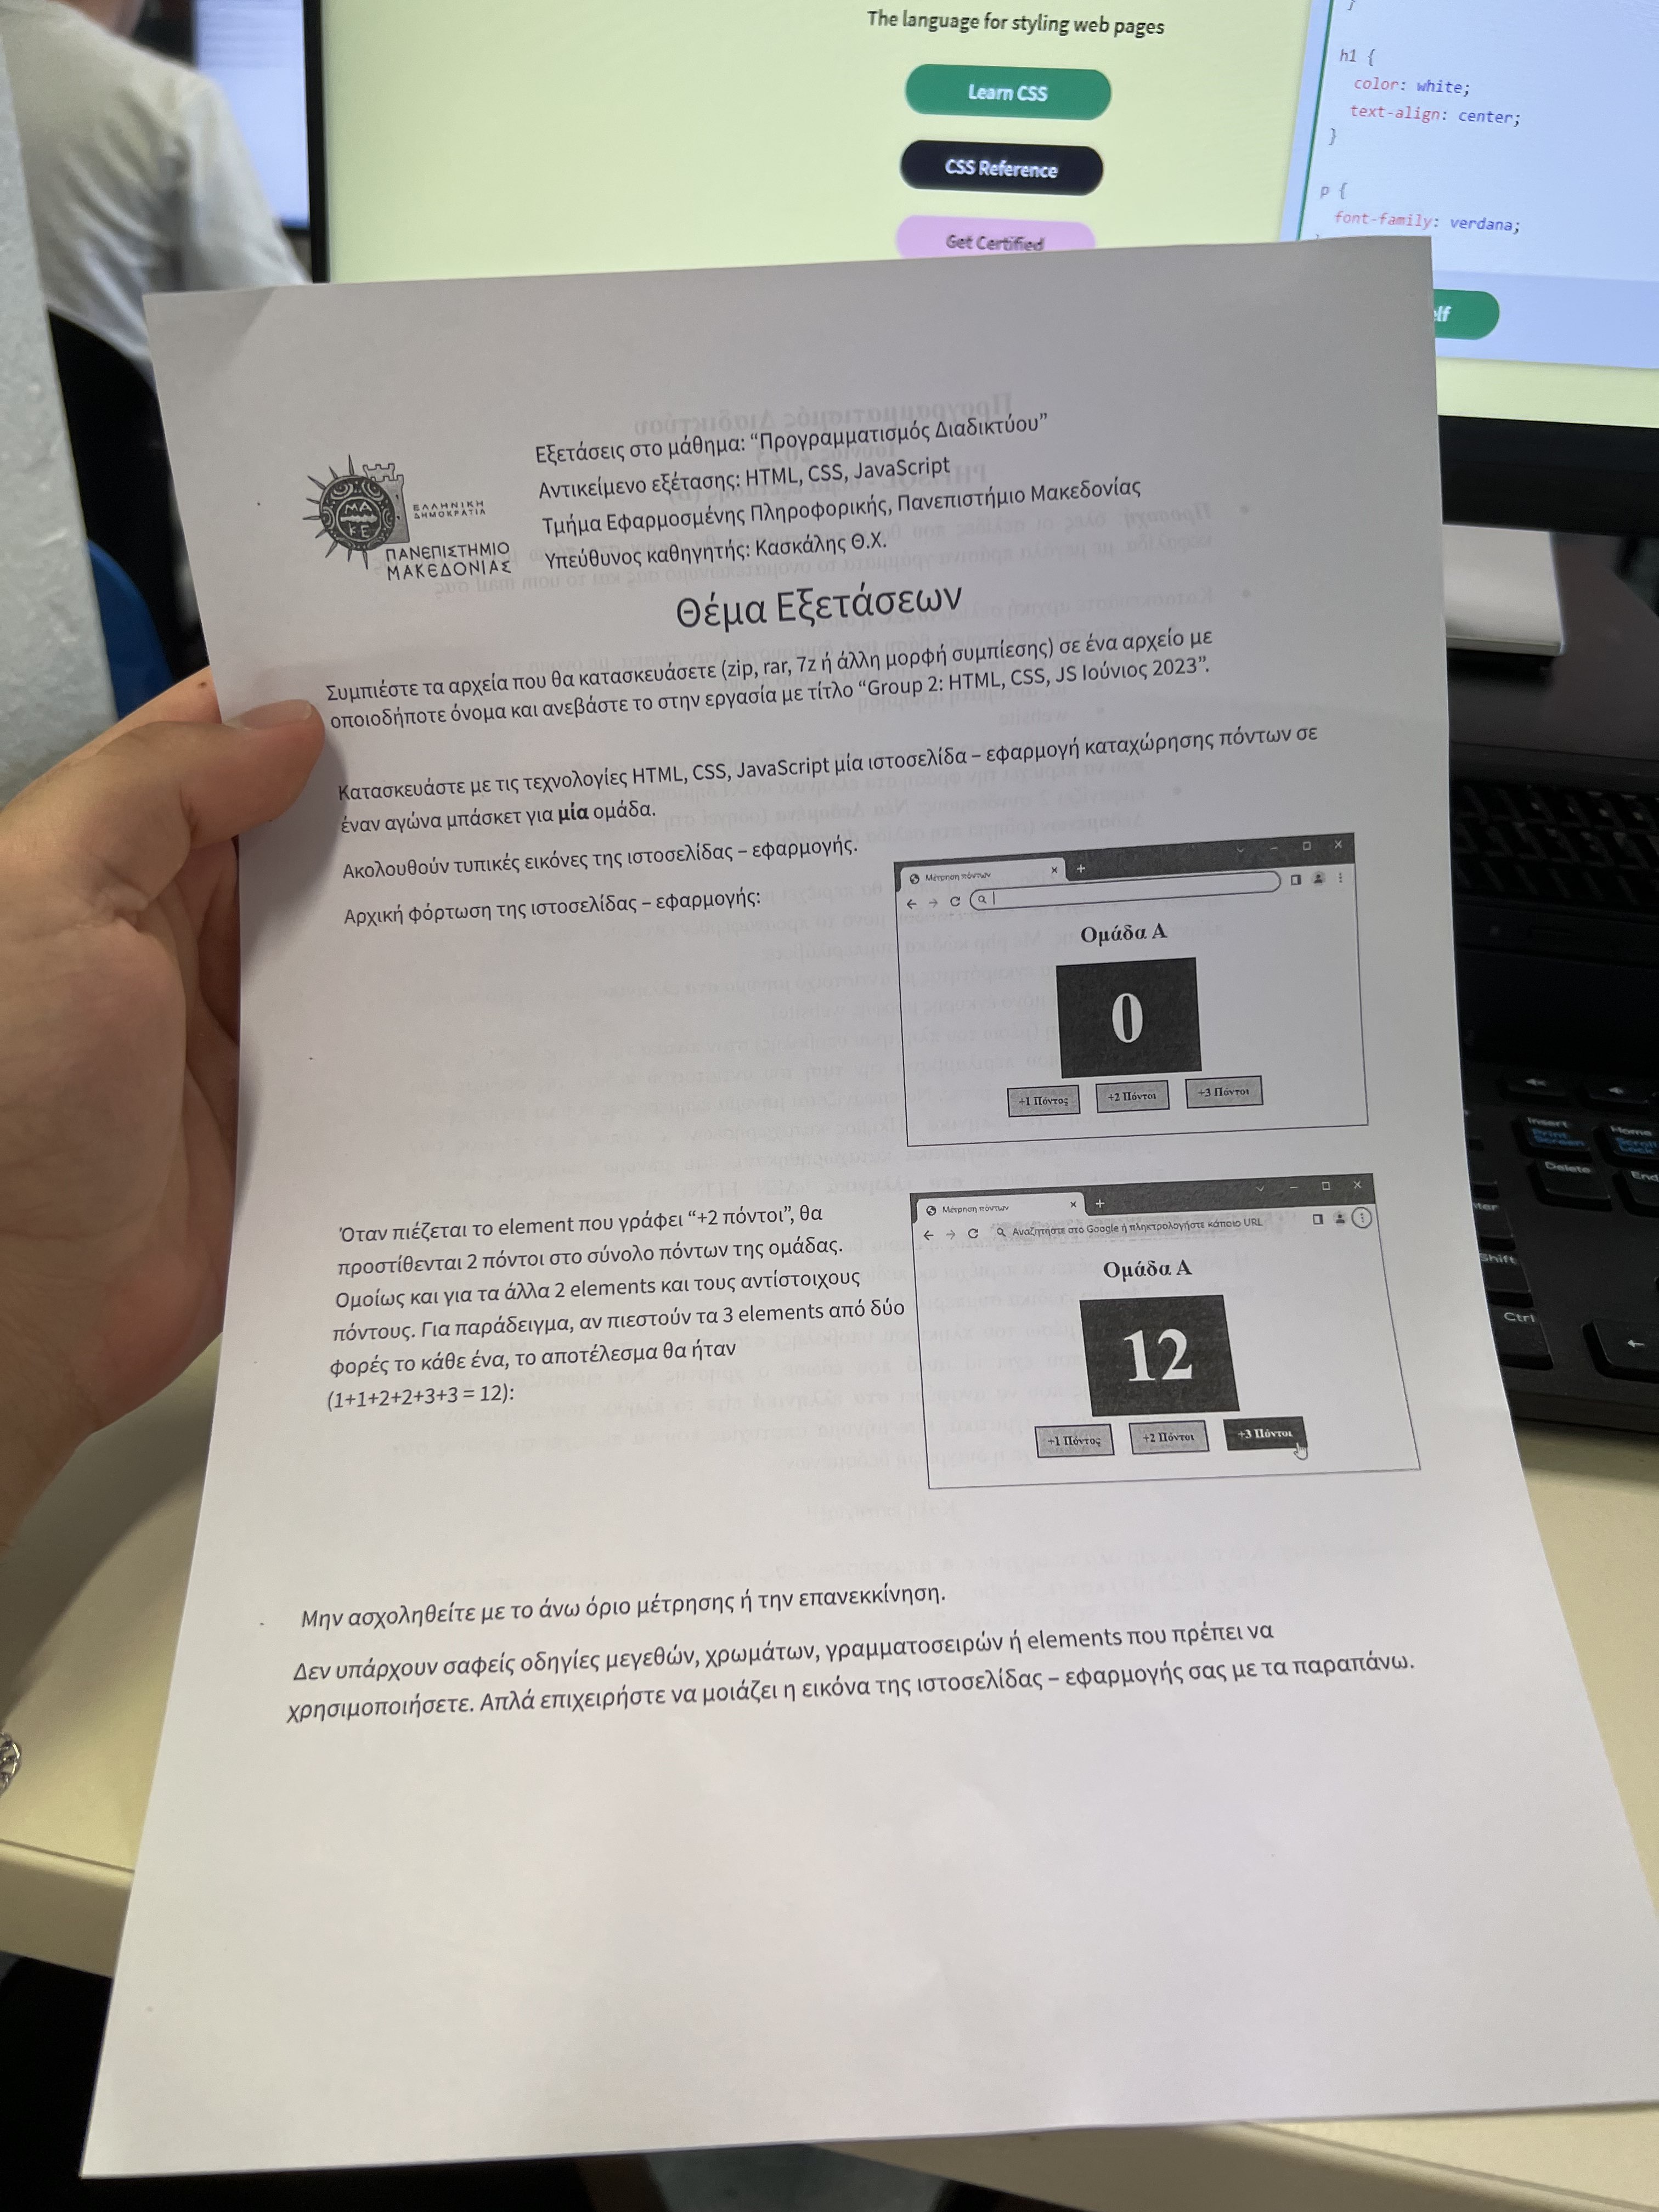 The language for styling web pages
Learn CSS
CSS Reference
Get Certified
}
h1 {
color: white;
text-align: center;
}
p {
font-family: verdana;
Εξετάσεις στο μάθημα: “Προγραμματισμός Διαδικτύου”
Αντικείμενο εξέτασης: HTML, CSS, JavaScript
Τμήμα Εφαρμοσμένης Πληροφορικής, Πανεπιστήμιο Μακεδονίας
Υπεύθυνος καθηγητής: Κασκάλης Θ.Χ.
ΜΑ
ΚΕ
ΕΛΛΗΝΙΚΗ
ΔΗΜΟΚΡΑΤΙΑ
ΠΑΝΕΠΙΣΤΗΜΙΟ
ΜΑΚΕΔΟΝΙΑΣ
Θέμα Εξετάσεων
Συμπιέστε τα αρχεία που θα κατασκευάσετε (zip, rar, 7z ή άλλη μορφή συμπίεσης) σε ένα αρχείο με
οποιοδήποτε όνομα και ανεβάστε το στην εργασία με τίτλο “Group 2: HTML, CSS, JS Ιούνιος 2023”.
Κατασκευάστε με τις τεχνολογίες HTML, CSS, JavaScript μία ιστοσελίδα – εφαρμογή καταχώρησης πόντων σε
έναν αγώνα μπάσκετ για μία ομάδα.
Ακολουθούν τυπικές εικόνες της ιστοσελίδας – εφαρμογής.
Αρχική φόρτωση της ιστοσελίδας – εφαρμογής:
Μέτρηση πόντων
Ομάδα Α
0
+1 Πόντος +2 Πόντοι +3 Πόντοι
Όταν πιέζεται το element που γράφει “+2 πόντοι”, θα
προστίθενται 2 πόντοι στο σύνολο πόντων της ομάδας.
Ομοίως και για τα άλλα 2 elements και τους αντίστοιχους
πόντους. Για παράδειγμα, αν πιεστούν τα 3 elements από δύο
φορές το κάθε ένα, το αποτέλεσμα θα ήταν
(1+1+2+2+3+3 = 12):
Μέτρηση πόντων
Αναζητήστε στο Google ή πληκτρολογήστε κάποιο URL
Ομάδα Α
12
+1 Πόντος +2 Πόντοι +3 Πόντοι
Μην ασχοληθείτε με το άνω όριο μέτρησης ή την επανεκκίνηση.
Δεν υπάρχουν σαφείς οδηγίες μεγεθών, χρωμάτων, γραμματοσειρών ή elements που πρέπει να
χρησιμοποιήσετε. Απλά επιχειρήστε να μοιάζει η εικόνα της ιστοσελίδας – εφαρμογής σας με τα παραπάνω.
Insert
Print
Screen
Home
Scroll
Lock
Delete
End
Shift
Ctrl